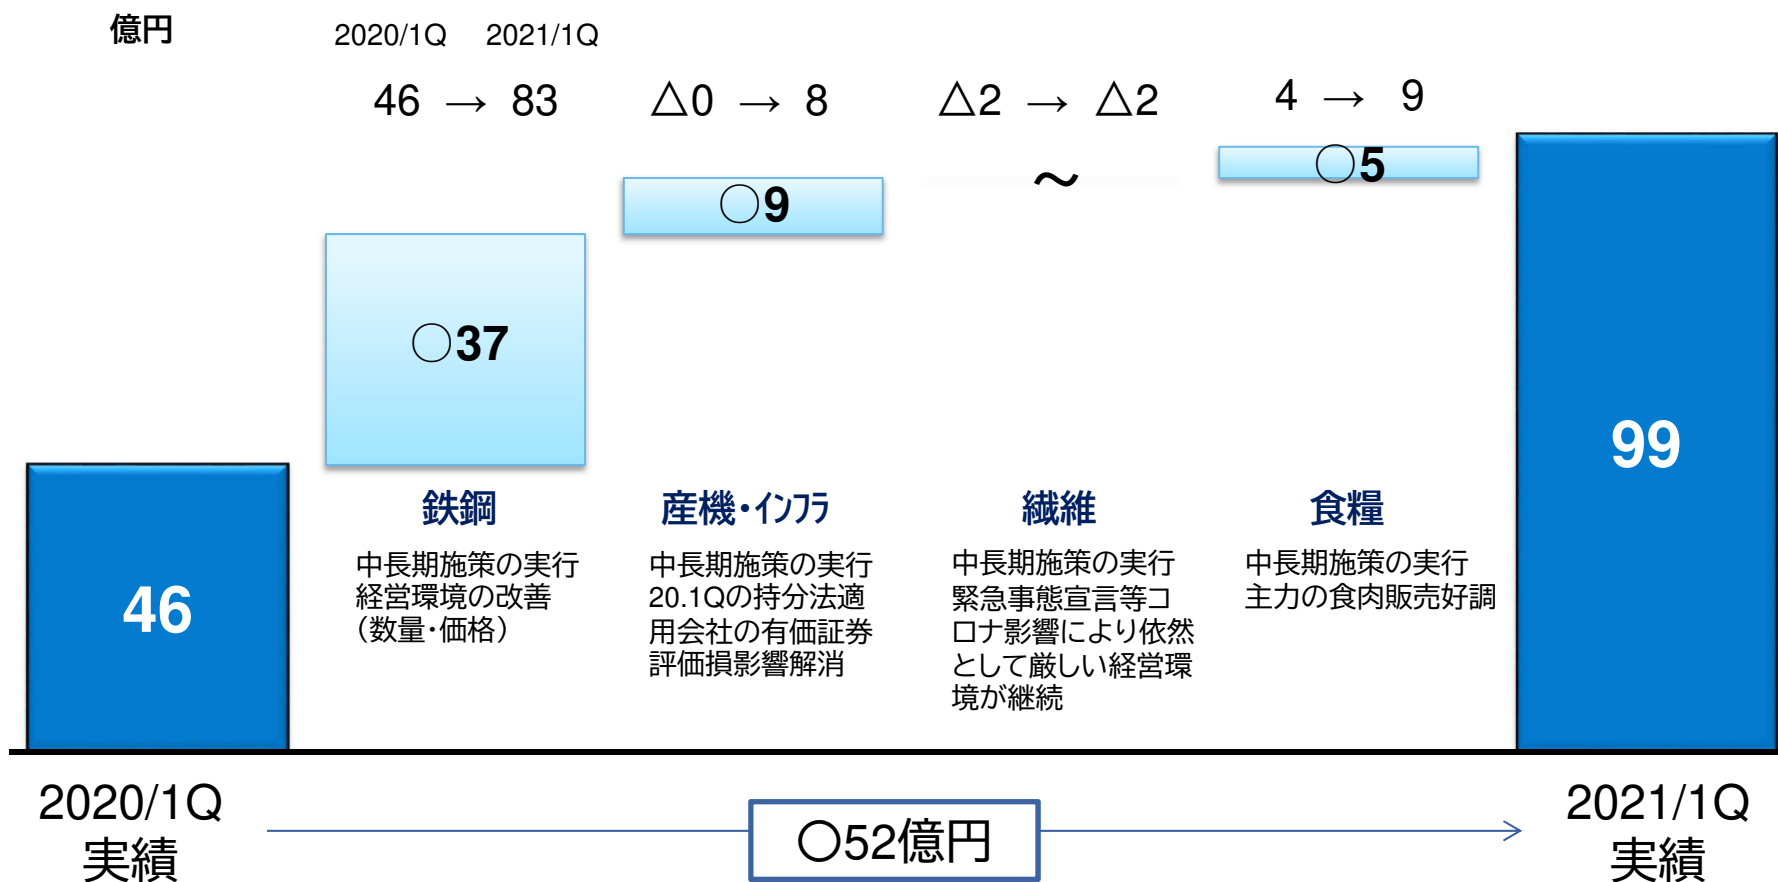 億円
2020/1Q 2021/1Q
46 → 83
△0 → 8
△2 → △2
4 → 9
○37
○9
～
○5
46
99
鉄鋼
中長期施策の実行
経営環境の改善
（数量・価格）
産機・インフラ
中長期施策の実行
20.1Qの持分法適
用会社の有価証券
評価損影響解消
繊維
中長期施策の実行
緊急事態宣言等コ
ロナ影響により依然
として厳しい経営環
境が継続
食糧
中長期施策の実行
主力の食肉販売好調
2020/1Q
実績
○52億円
2021/1Q
実績